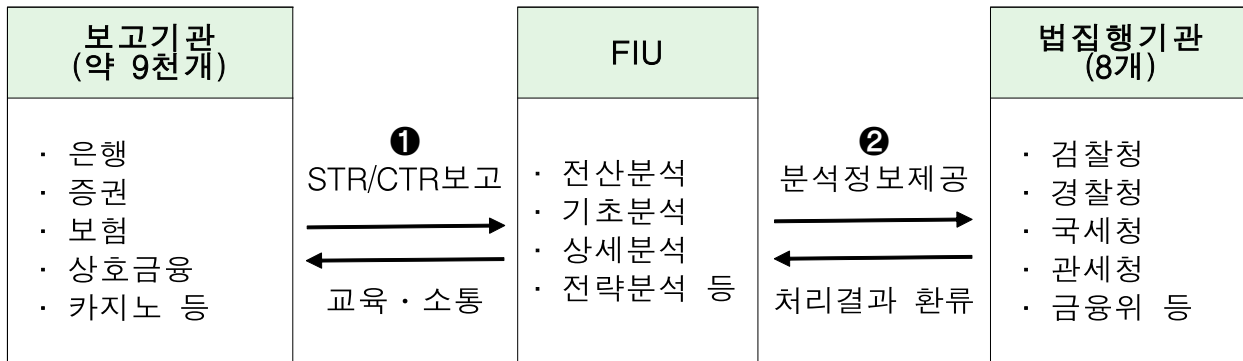 보고기관
(약 9천개)
· 은행
· 증권
· 보험
· 상호금융
· 카지노 등
❶
STR/CTR보고
교육·소통
FIU
· 전산분석
· 기초분석
· 상세분석
· 전략분석 등
❷
분석정보제공
처리결과 환류
법집행기관
(8개)
· 검찰청
· 경찰청
· 국세청
· 관세청
· 금융위 등